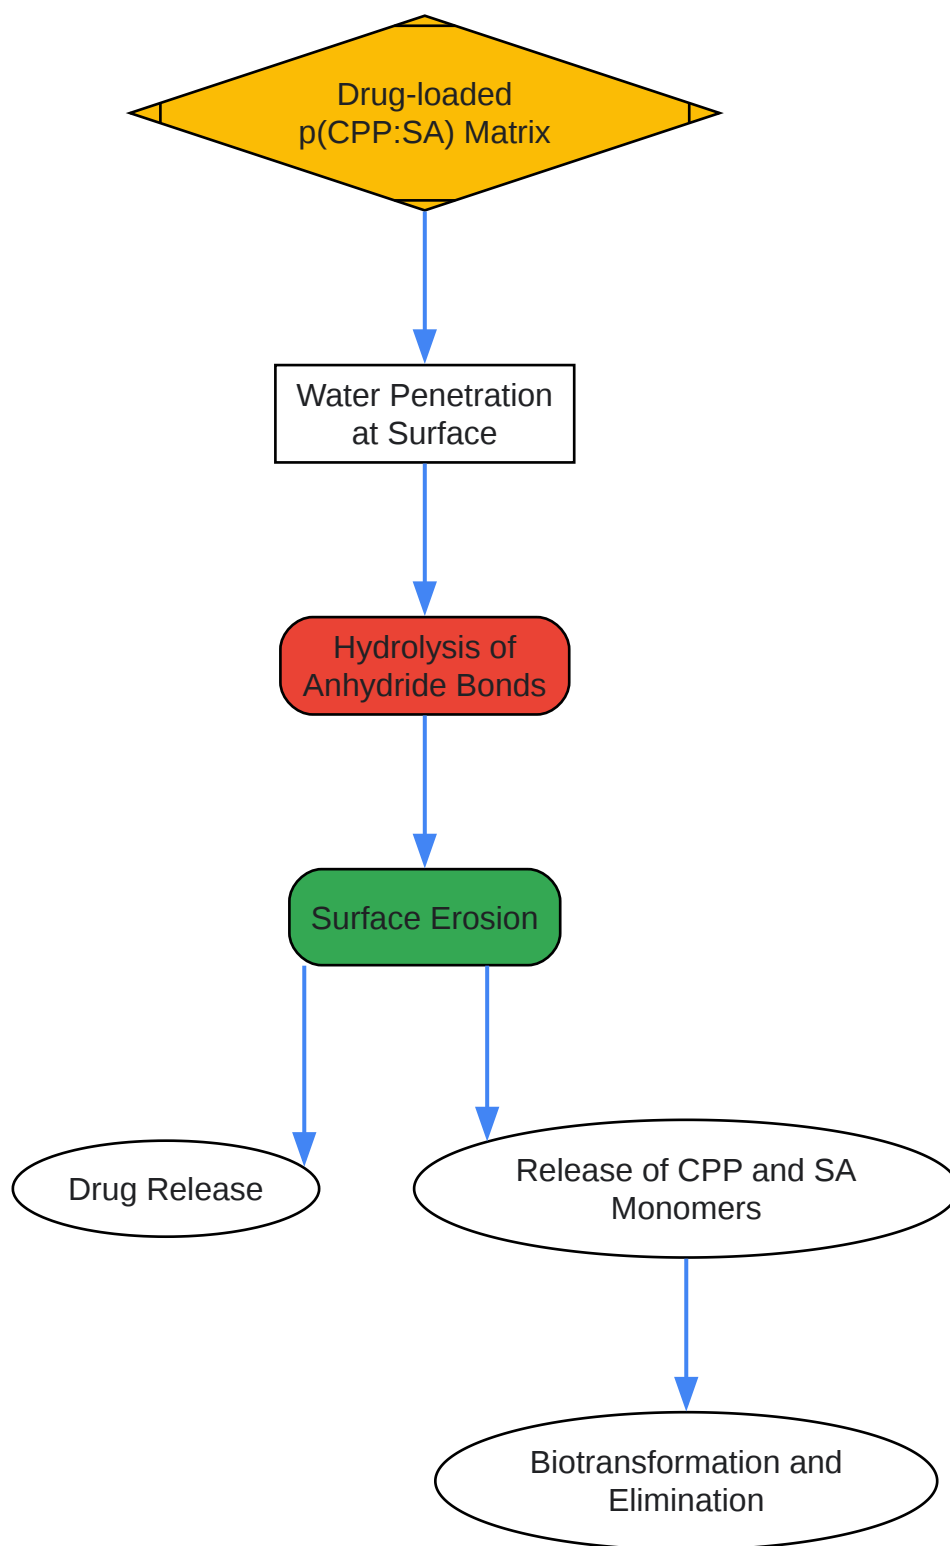 Drug-loaded
p(CPP:SA) Matrix
Water Penetration
at Surface
Hydrolysis of
Anhydride Bonds
Surface Erosion
Drug Release
Release of CPP and SA
Monomers
Biotransformation and
Elimination